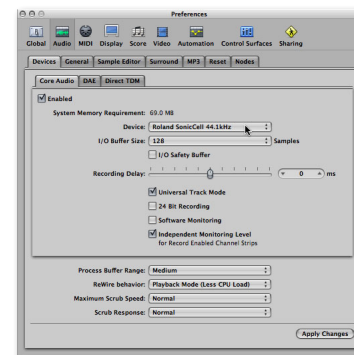 Preferences
Global Audio MIDI Display Score Video Automation Control Surfaces Sharing
Devices General Sample Editor Surround MP3 Reset Nodes
Core Audio DAE Direct TDM
Enabled
System Memory Requirement: 69.0 MB
Device: Roland SonicCell 44.1kHz
I/O Buffer Size: 128 Samples
I/O Safety Buffer
Recording Delay: 0 ms
Universal Track Mode
24 Bit Recording
Software Monitoring
Independent Monitoring Level
for Record Enabled Channel Strips
Process Buffer Range: Medium
ReWire behavior: Playback Mode (Less CPU Load)
Maximum Scrub Speed: Normal
Scrub Response: Normal
Apply Changes